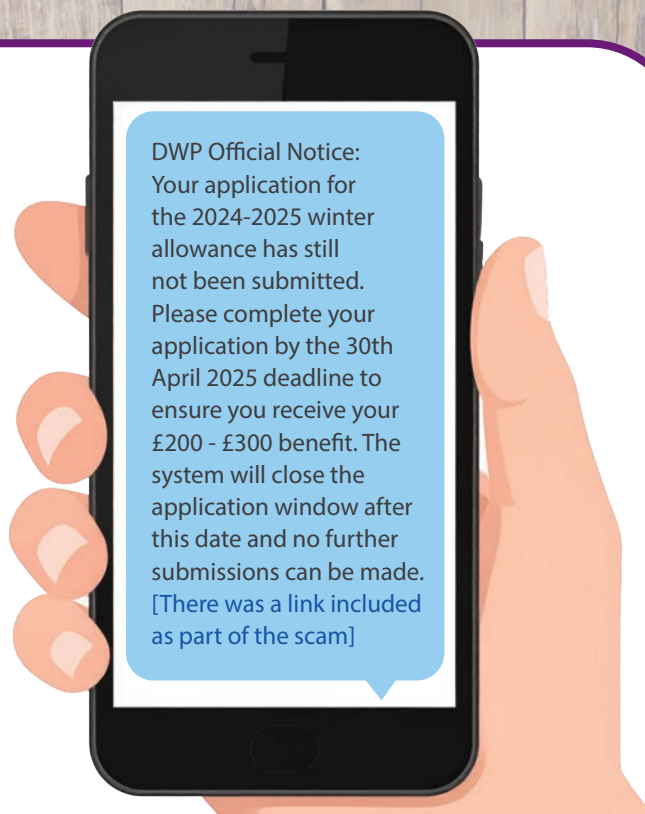 DWP Official Notice:
Your application for
the 2024-2025 winter
allowance has still
not been submitted.
Please complete your
application by the 30th
April 2025 deadline to
ensure you receive your
£200 - £300 benefit. The
system will close the
application window after
this date and no further
submissions can be made.
[There was a link included
as part of the scam]